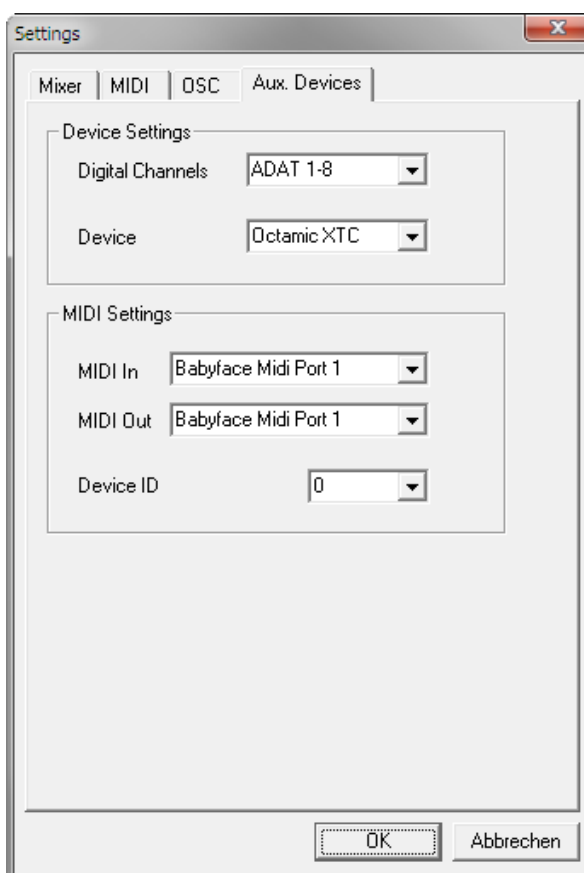 Settings
Mixer MIDI OSC Aux. Devices
Device Settings
Digital Channels ADAT 1-8
Device Octamic XTC
MIDI Settings
MIDI In Babyface Midi Port 1
MIDI Out Babyface Midi Port 1
Device ID 0
OK Abbrechen